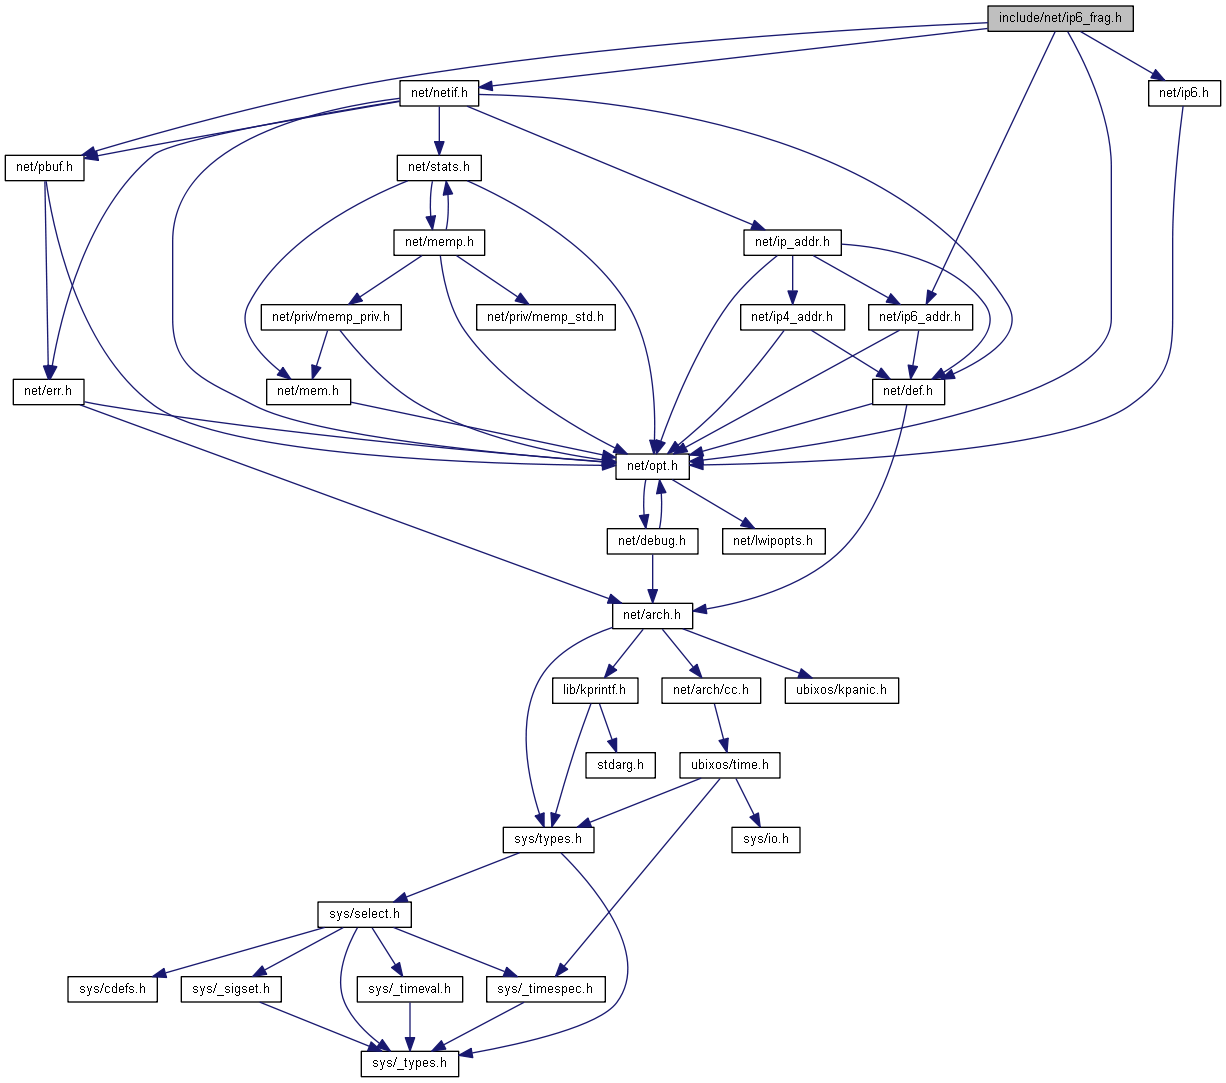 include/net/ip6_frag.h
net/netif.h
net/ip6.h
net/pbuf.h
net/stats.h
net/memp.h
net/ip_addr.h
net/priv/memp_priv.h
net/priv/memp_std.h
net/ip4_addr.h
net/ip6_addr.h
net/err.h
net/mem.h
net/def.h
net/opt.h
net/debug.h
net/lwipopts.h
net/arch.h
lib/kprintf.h
net/arch/cc.h
ubixos/kpanic.h
stdarg.h
ubixos/time.h
sys/types.h
sys/io.h
sys/select.h
sys/cdefs.h
sys/_sigset.h
sys/_timeval.h
sys/_timespec.h
sys/_types.h